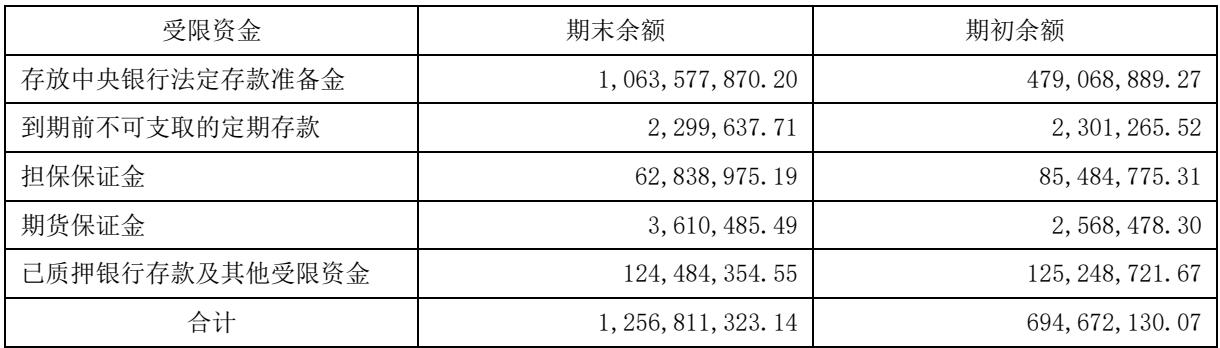 受限资金 期末余额 期初余额
存放中央银行法定存款准备金 1,063,577,870.20 479,068,889.27
到期前不可支取的定期存款 2,299,637.71 2,301,265.52
担保保证金 62,838,975.19 85,484,775.31
期货保证金 3,610,485.49 2,568,478.30
已质押银行存款及其他受限资金 124,484,354.55 125,248,721.67
合计 1,256,811,323.14 694,672,130.07